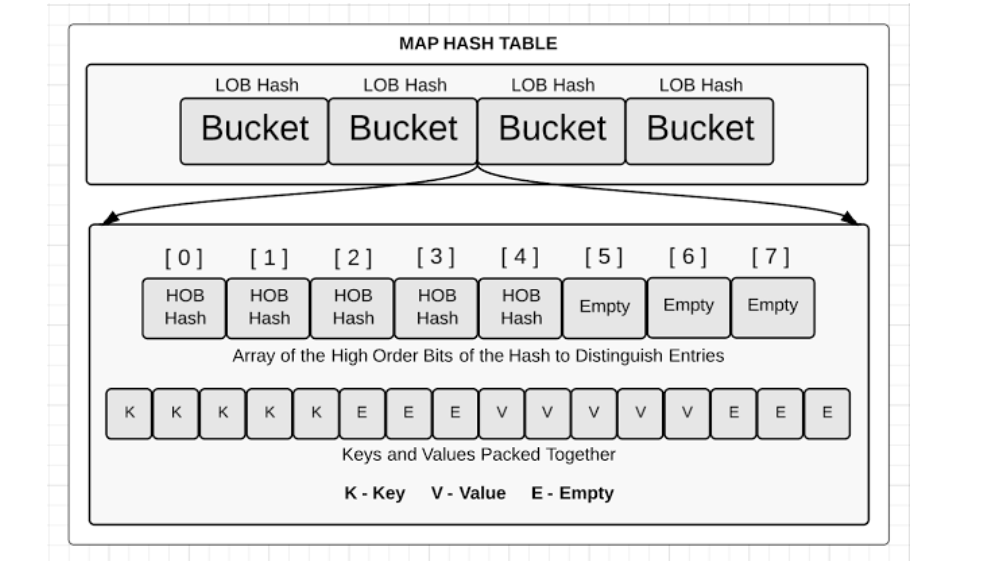 MAP HASH TABLE
LOB Hash LOB Hash LOB Hash LOB Hash
Bucket Bucket Bucket Bucket
[ 0 ] [ 1 ] [ 2 ] [ 3 ] [ 4 ] [ 5 ] [ 6 ] [ 7 ]
HOB Hash HOB Hash HOB Hash HOB Hash HOB Hash Empty Empty Empty
Array of the High Order Bits of the Hash to Distinguish Entries
K K K K K E E E V V V V V E E E
Keys and Values Packed Together
K - Key V - Value E - Empty